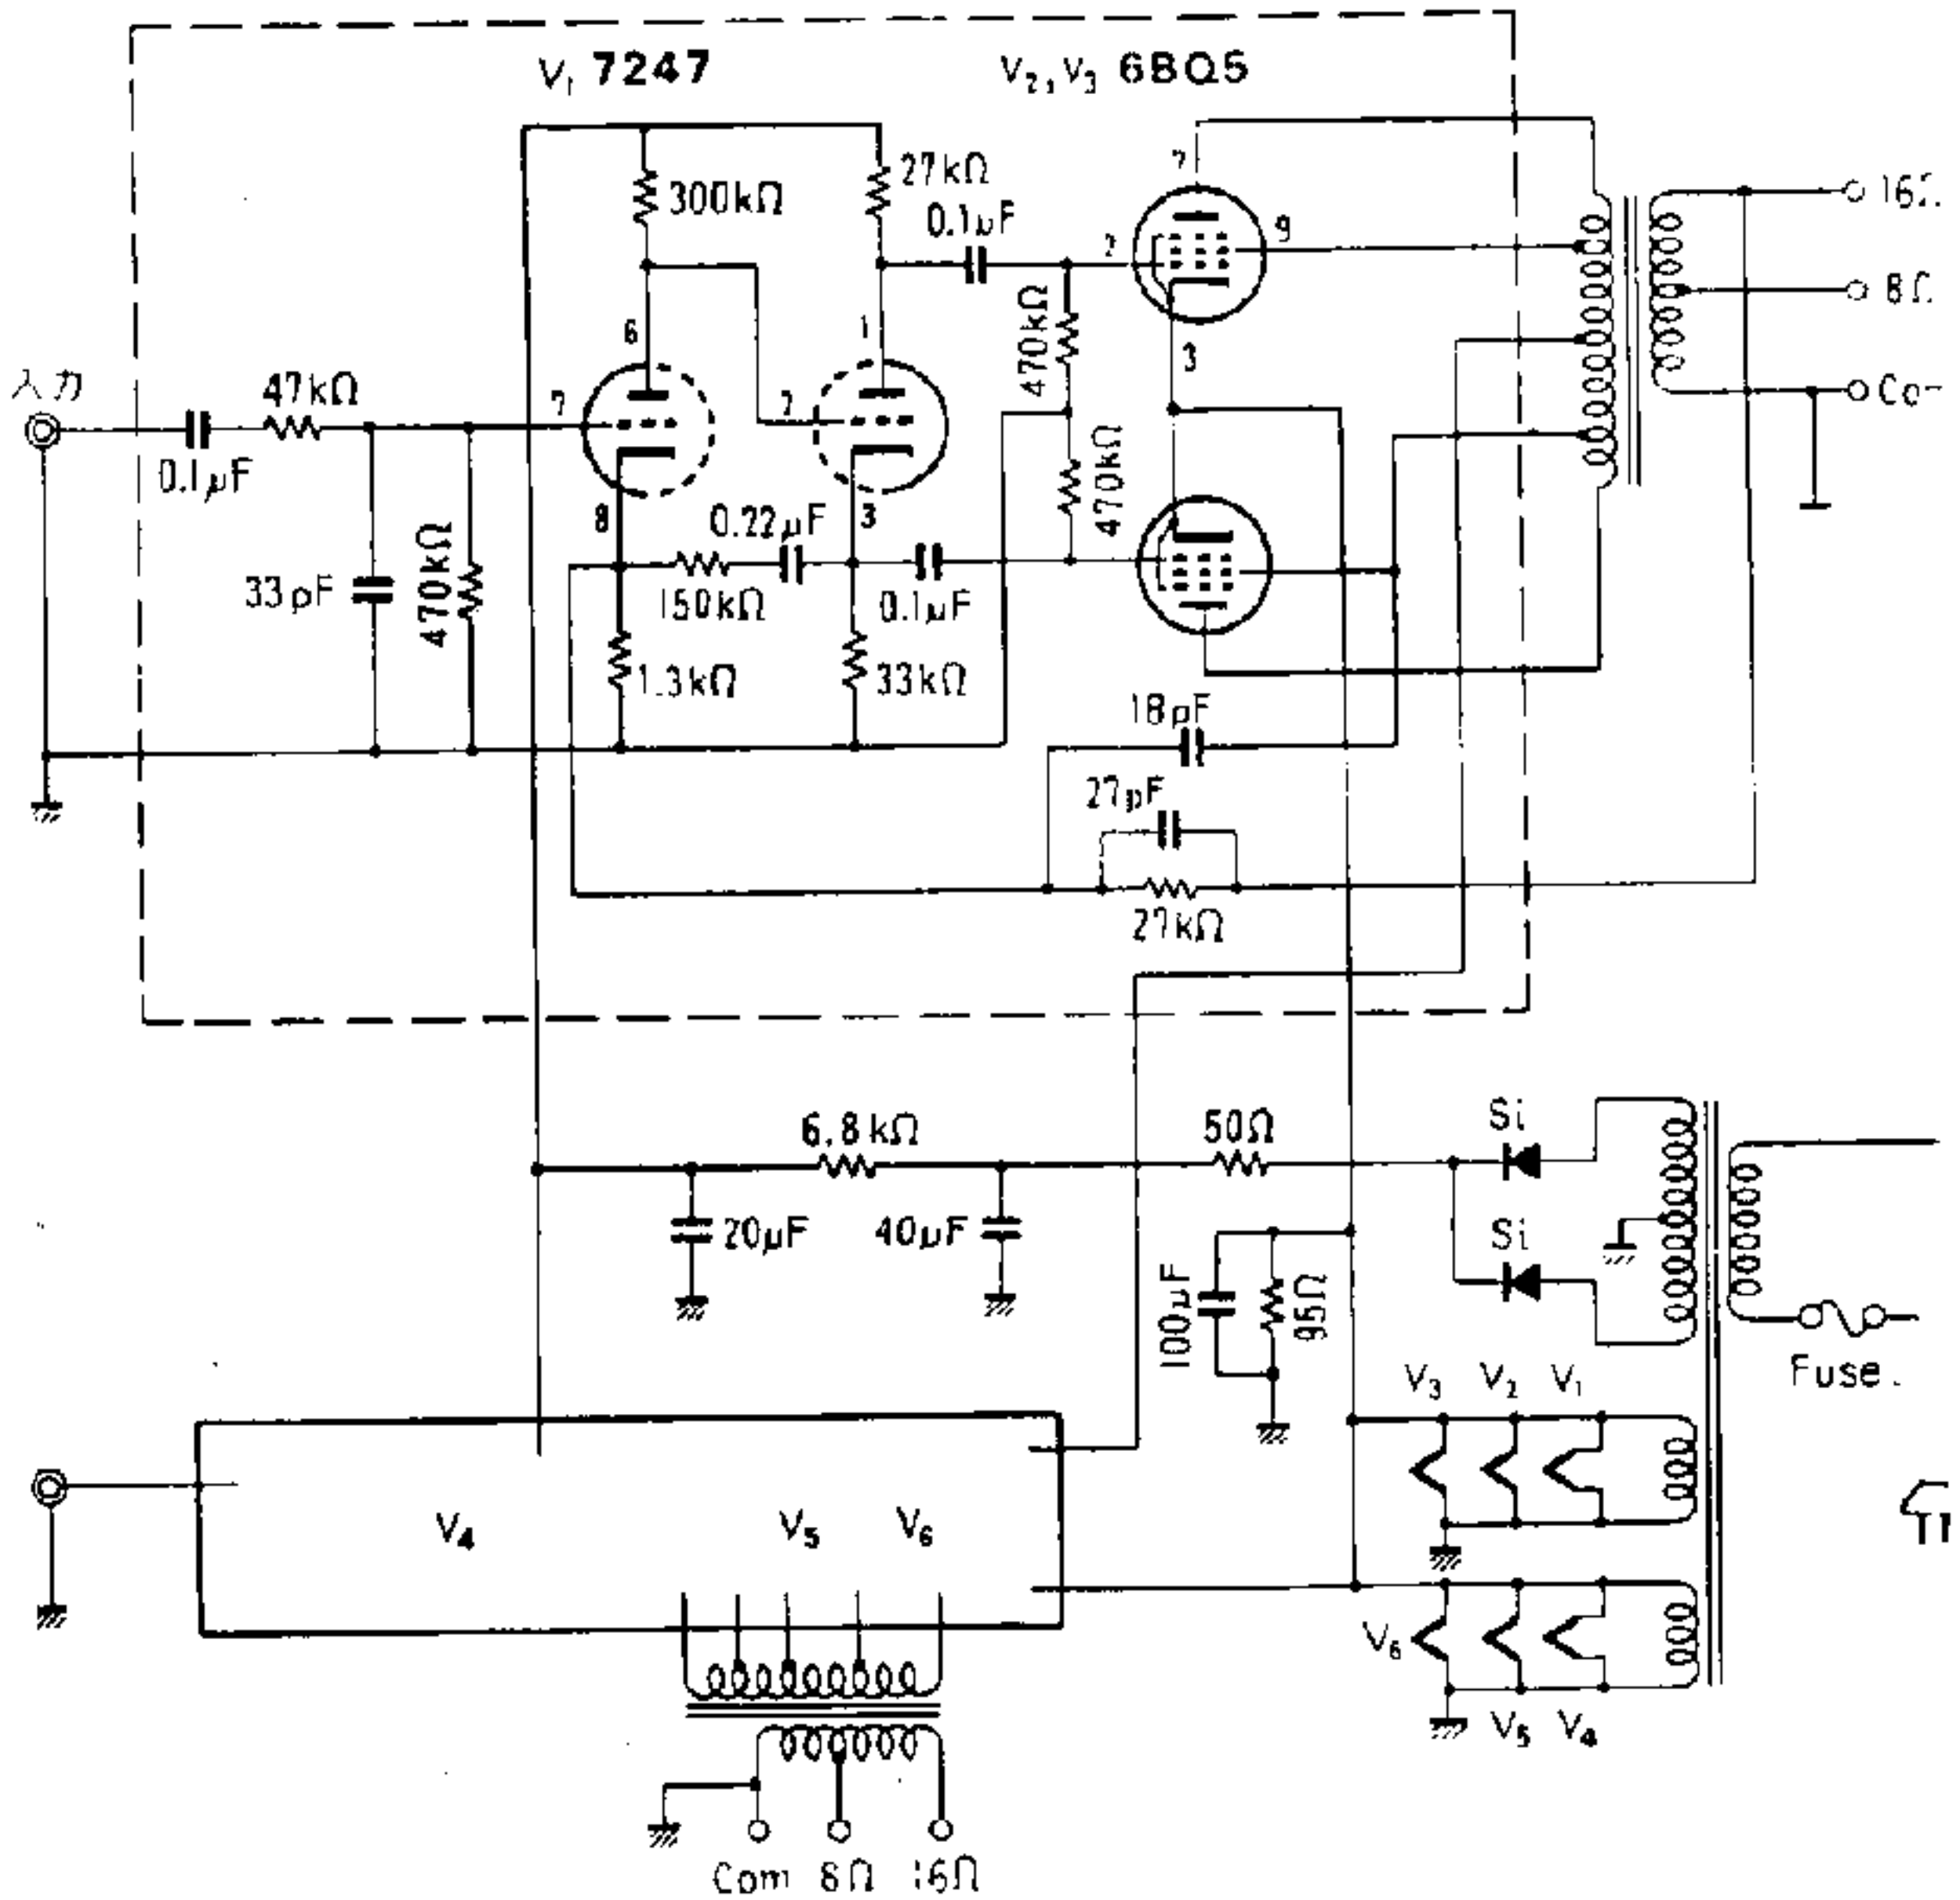 V₁ 7247
V₂, V₃ 6BQ5
300kΩ
27kΩ
0.1μF
7
2
9
3
16Ω
8Ω
470kΩ
6
1
入力
47kΩ
7
2
0.1μF
8
3
0.22μF
470kΩ
33pF
470kΩ
150kΩ
0.1μF
1.3kΩ
33kΩ
18pF
27pF
27kΩ
6.8kΩ
50Ω
Si
20μF
40μF
Si
100μF
95Ω
Fuse
V₃ V₂ V₁
V₄ V₅ V₆
V₆
V₅ V₄
Com 8Ω 16Ω